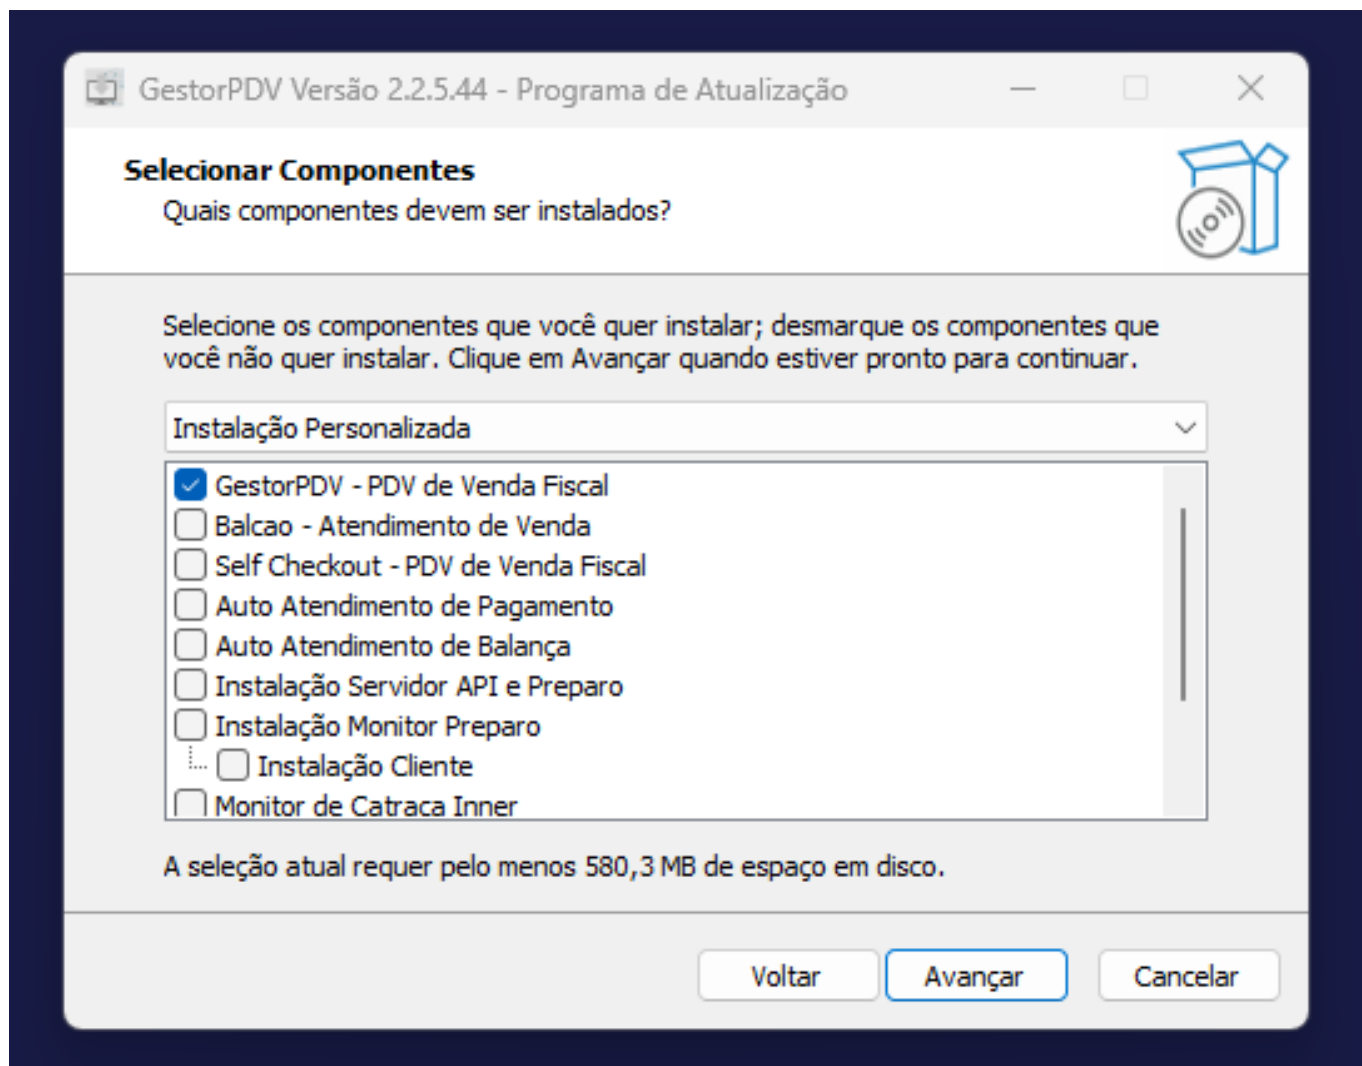 GestorPDV Versão 2.2.5.44 - Programa de Atualização
Selecionar Componentes
Quais componentes devem ser instalados?
Selecione os componentes que você quer instalar; desmarque os componentes que
você não quer instalar. Clique em Avançar quando estiver pronto para continuar.
Instalação Personalizada
GestorPDV - PDV de Venda Fiscal
Balcao - Atendimento de Venda
Self Checkout - PDV de Venda Fiscal
Auto Atendimento de Pagamento
Auto Atendimento de Balança
Instalação Servidor API e Preparo
Instalação Monitor Preparo
Instalação Cliente
Monitor de Catraca Inner
A seleção atual requer pelo menos 580,3 MB de espaço em disco.
Voltar
Avançar
Cancelar